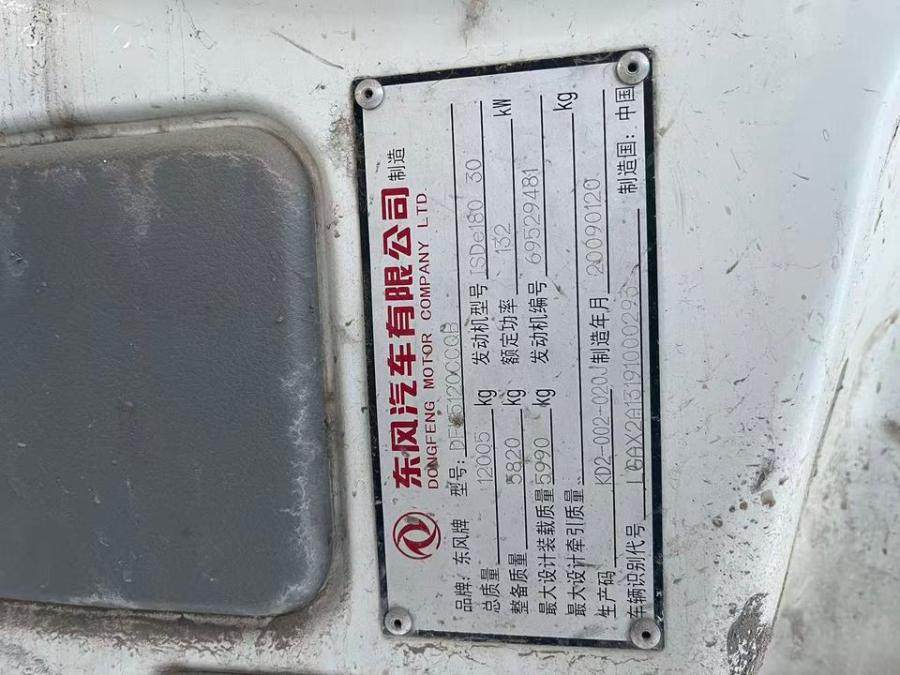 东风汽车有限公司 制造
DONGFENG MOTOR COMPANY LTD.
品牌: 东风牌 型号:
总质量 12005 kg 发动机型号 ISDe180 30
整备质量 5820 kg 额定功率 132 kW
最大设计装载质量 5990 kg 发动机编号 69529481
最大设计牵引质量 kg
生产码 KD2-002-020J 制造年月 20090120
车辆识别代号 制造国: 中国